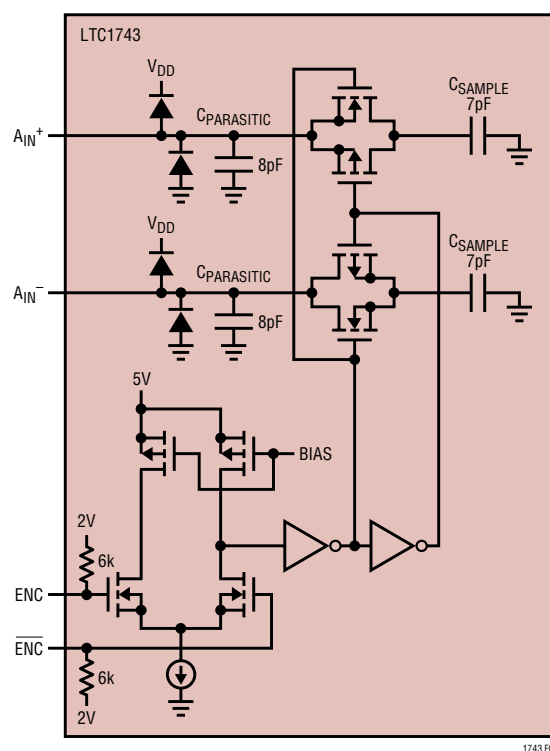 LTC1743
VDD
CSAMPLE
7pF
CPARASITIC
AIN+
8pF
VDD
CSAMPLE
7pF
CPARASITIC
AIN−
8pF
5V
BIAS
2V
6k
ENC
ENC
6k
2V